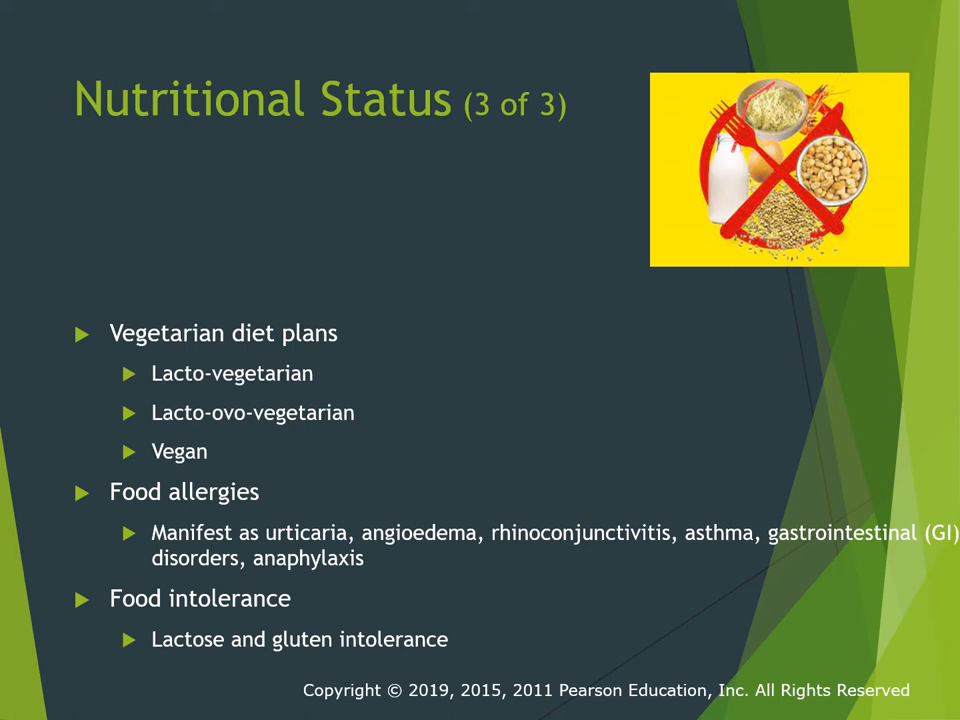 Nutritional Status (3 of 3)
Vegetarian diet plans
Lacto-vegetarian
Lacto-ovo-vegetarian
Vegan
Food allergies
Manifest as urticaria, angioedema, rhinoconjunctivitis, asthma, gastrointestinal (GI)
disorders, anaphylaxis
Food intolerance
Lactose and gluten intolerance
Copyright © 2019, 2015, 2011 Pearson Education, Inc. All Rights Reserved